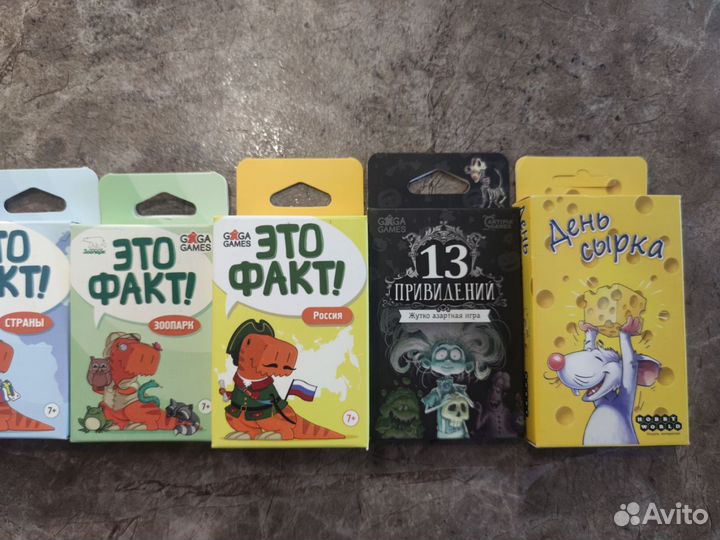 ЭТО
ФАКТ!
СТРАНЫ
GAGA
GAMES
ЭТО
ФАКТ!
ЗООПАРК
7+
GAGA
GAMES
ЭТО
ФАКТ!
Россия
7+
GAGA
GAMES
13
ПРИВИДЕНИЙ
Жутко азартная игра
День
сырка
HOBBY
WORLD
Avito